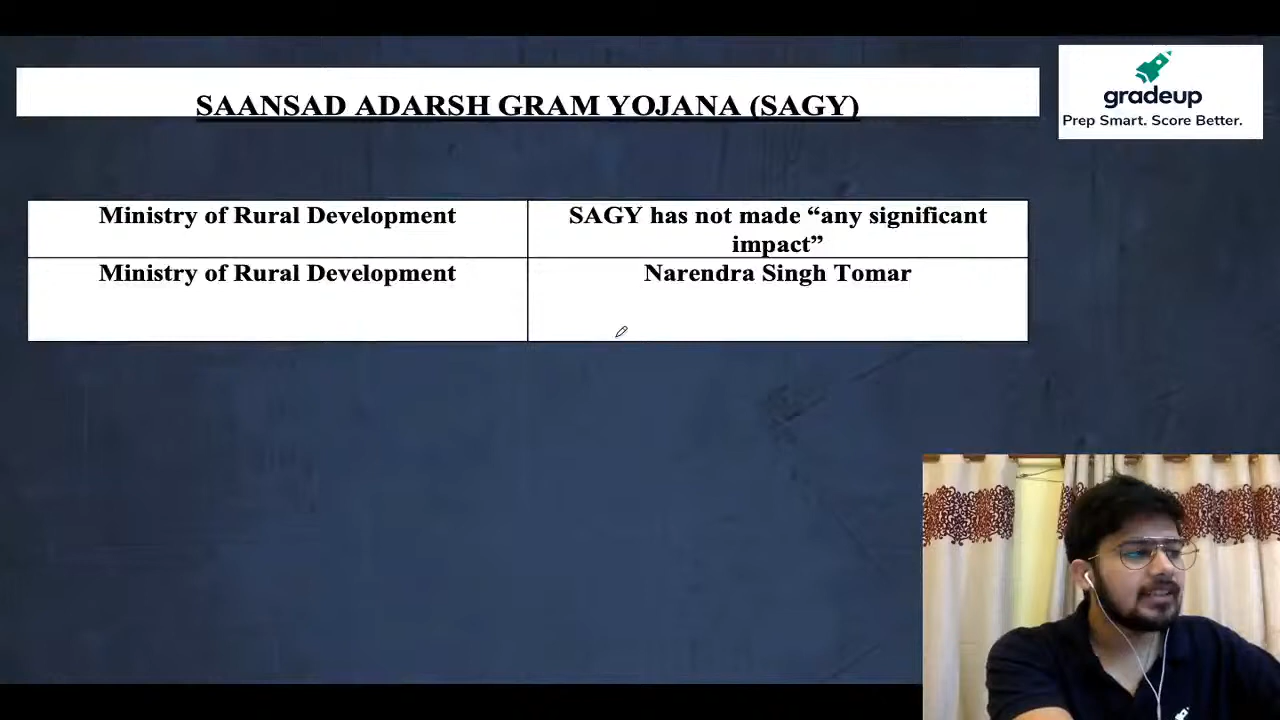 SAANSAD ADARSH GRAM YOJANA (SAGY)
gradeup
Prep Smart. Score Better.
Ministry of Rural Development
SAGY has not made “any significant
impact”
Ministry of Rural Development
Narendra Singh Tomar